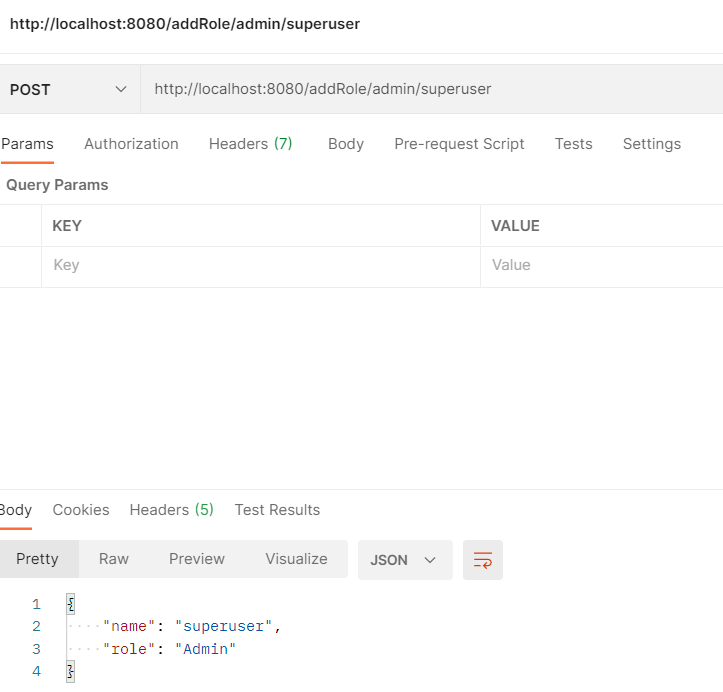 http://localhost:8080/addRole/admin/superuser
POST http://localhost:8080/addRole/admin/superuser
Params Authorization Headers (7) Body Pre-request Script Tests Settings
Query Params
KEY VALUE
Key Value
Body Cookies Headers (5) Test Results
Pretty Raw Preview Visualize JSON
1 {
2 "name": "superuser",
3 "role": "Admin"
4 }